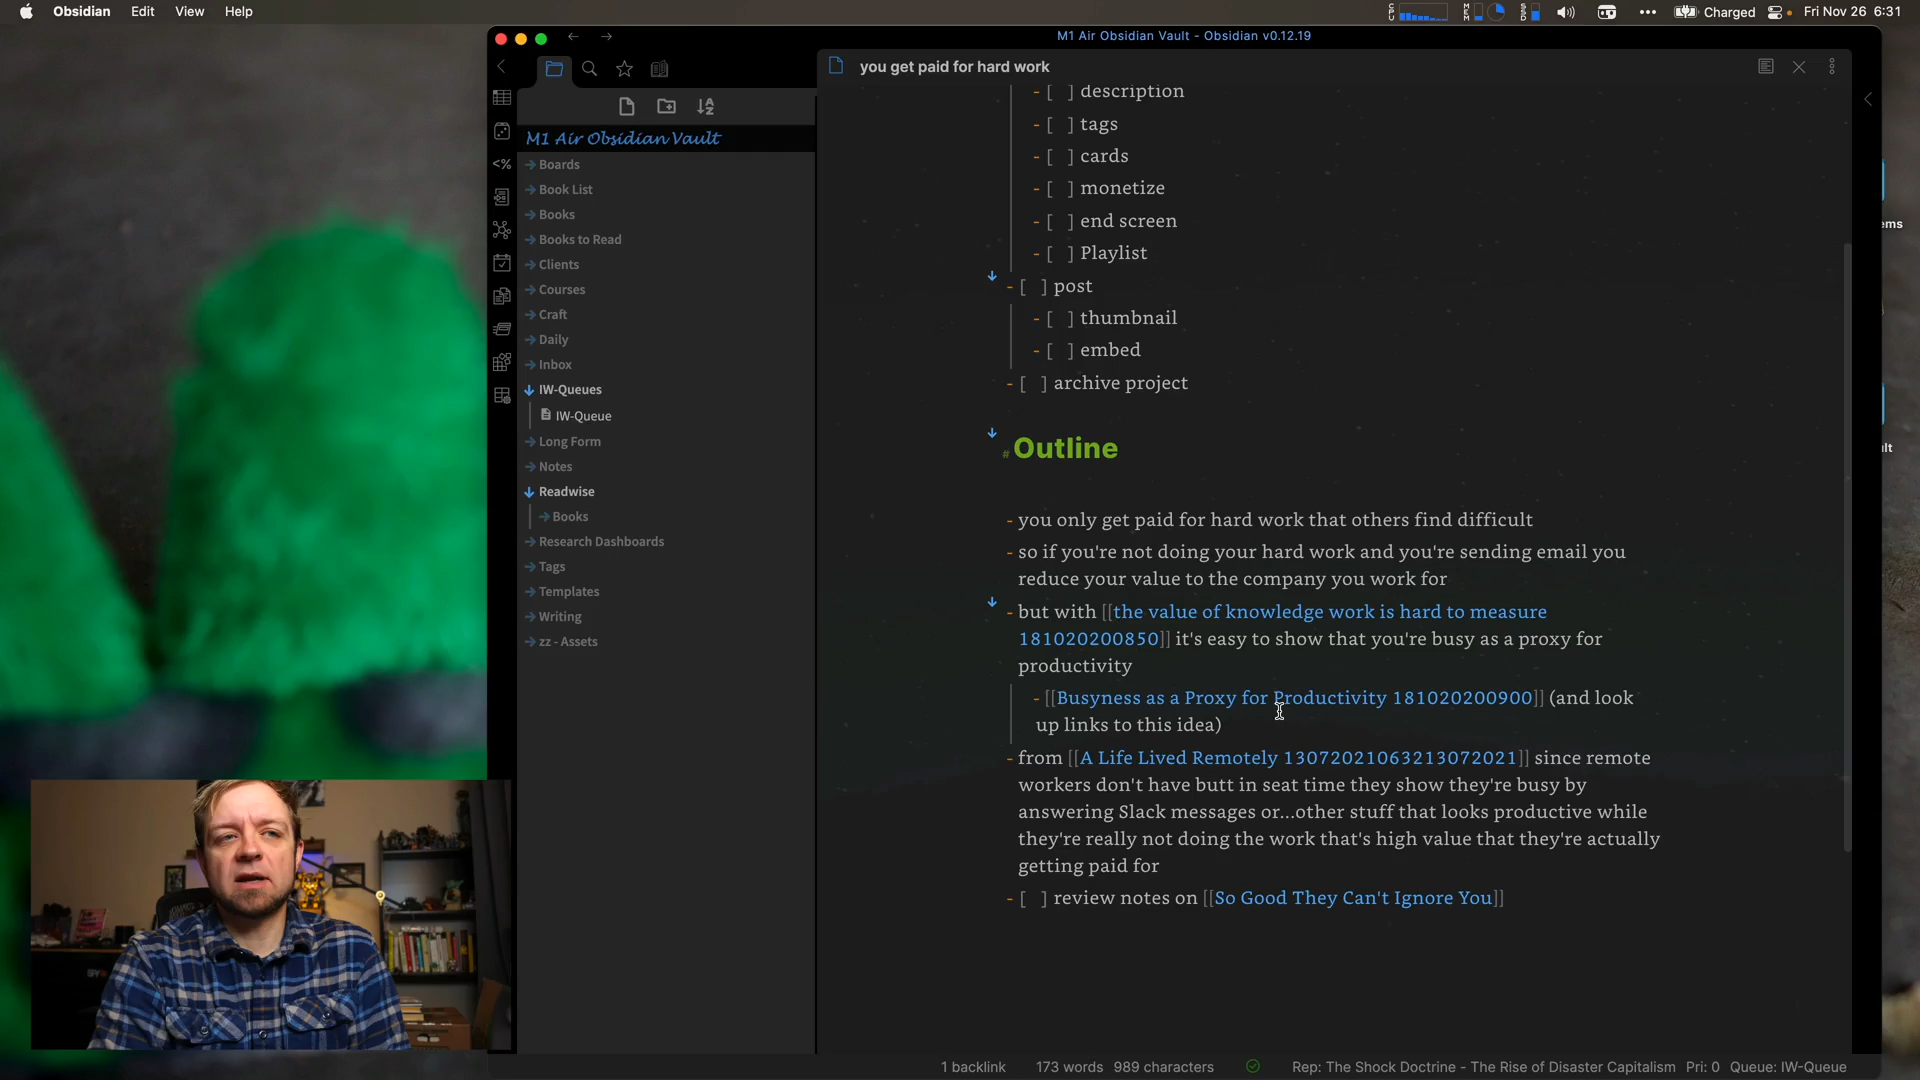 Obsidian Edit View Help
Charged Fri Nov 26 6:31
M1 Air Obsidian Vault - Obsidian v0.12.19
you get paid for hard work
M1 Air Obsidian Vault
Boards
Book List
Books
Books to Read
Clients
Courses
Craft
Daily
Inbox
IW-Queues
IW-Queue
Long Form
Notes
Readwise
Books
Research Dashboards
Tags
Templates
Writing
zz - Assets
- [ ] description
- [ ] tags
- [ ] cards
- [ ] monetize
- [ ] end screen
- [ ] Playlist
- [ ] post
- [ ] thumbnail
- [ ] embed
- [ ] archive project
# Outline
- you only get paid for hard work that others find difficult
- so if you're not doing your hard work and you're sending email you
reduce your value to the company you work for
- but with [[the value of knowledge work is hard to measure
181020200850]] it's easy to show that you're busy as a proxy for
productivity
- [[Busyness as a Proxy for Productivity 181020200900]] (and look
up links to this idea)
- from [[A Life Lived Remotely 13072021063213072021]] since remote
workers don't have butt in seat time they show they're busy by
answering Slack messages or...other stuff that looks productive while
they're really not doing the work that's high value that they're actually
getting paid for
- [ ] review notes on [[So Good They Can't Ignore You]]
1 backlink 173 words 989 characters Rep: The Shock Doctrine - The Rise of Disaster Capitalism Pri: 0 Queue: IW-Queue